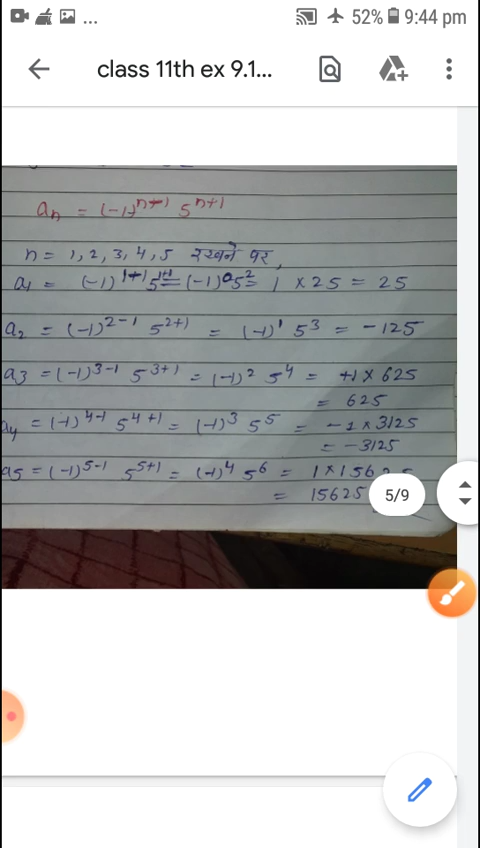 52% 9:44 pm
class 11th ex 9.1...
aₙ = (-1)ⁿ⁻¹ 5ⁿ⁺¹
n = 1, 2, 3, 4, 5 रखने पर,
a₁ = (-1)¹⁻¹ 5¹⁺¹ = (-1)⁰ 5² = 1 × 25 = 25
a₂ = (-1)²⁻¹ 5²⁺¹ = (-1)¹ 5³ = -125
a₃ = (-1)³⁻¹ 5³⁺¹ = (-1)² 5⁴ = +1 × 625
= 625
a₄ = (-1)⁴⁻¹ 5⁴⁺¹ = (-1)³ 5⁵ = -1 × 3125
= -3125
a₅ = (-1)⁵⁻¹ 5⁵⁺¹ = (-1)⁴ 5⁶ = 1 × 15625
= 15625
5/9